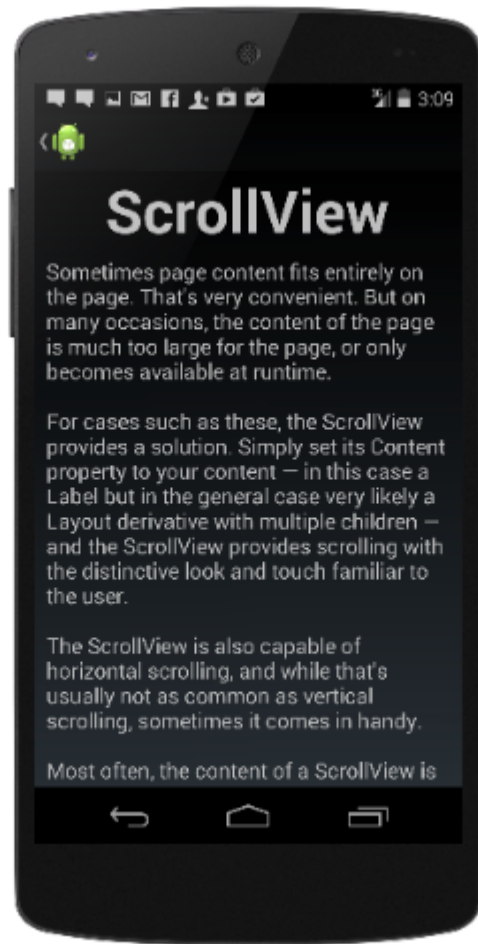 3G 3:09
ScrollView
Sometimes page content fits entirely on
the page. That's very convenient. But on
many occasions, the content of the page
is much too large for the page, or only
becomes available at runtime.
For cases such as these, the ScrollView
provides a solution. Simply set its Content
property to your content — in this case a
Label but in the general case very likely a
Layout derivative with multiple children —
and the ScrollView provides scrolling with
the distinctive look and touch familiar to
the user.
The ScrollView is also capable of
horizontal scrolling, and while that's
usually not as common as vertical
scrolling, sometimes it comes in handy.
Most often, the content of a ScrollView is